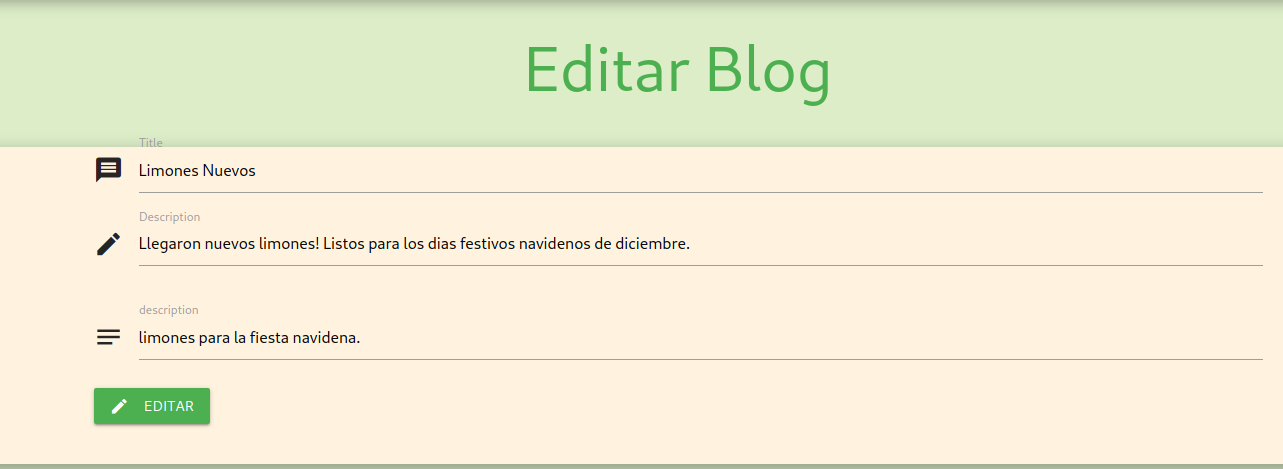 Editar Blog
Title
Limones Nuevos
Description
Llegaron nuevos limones! Listos para los dias festivos navidenos de diciembre.
description
limones para la fiesta navidena.
EDITAR